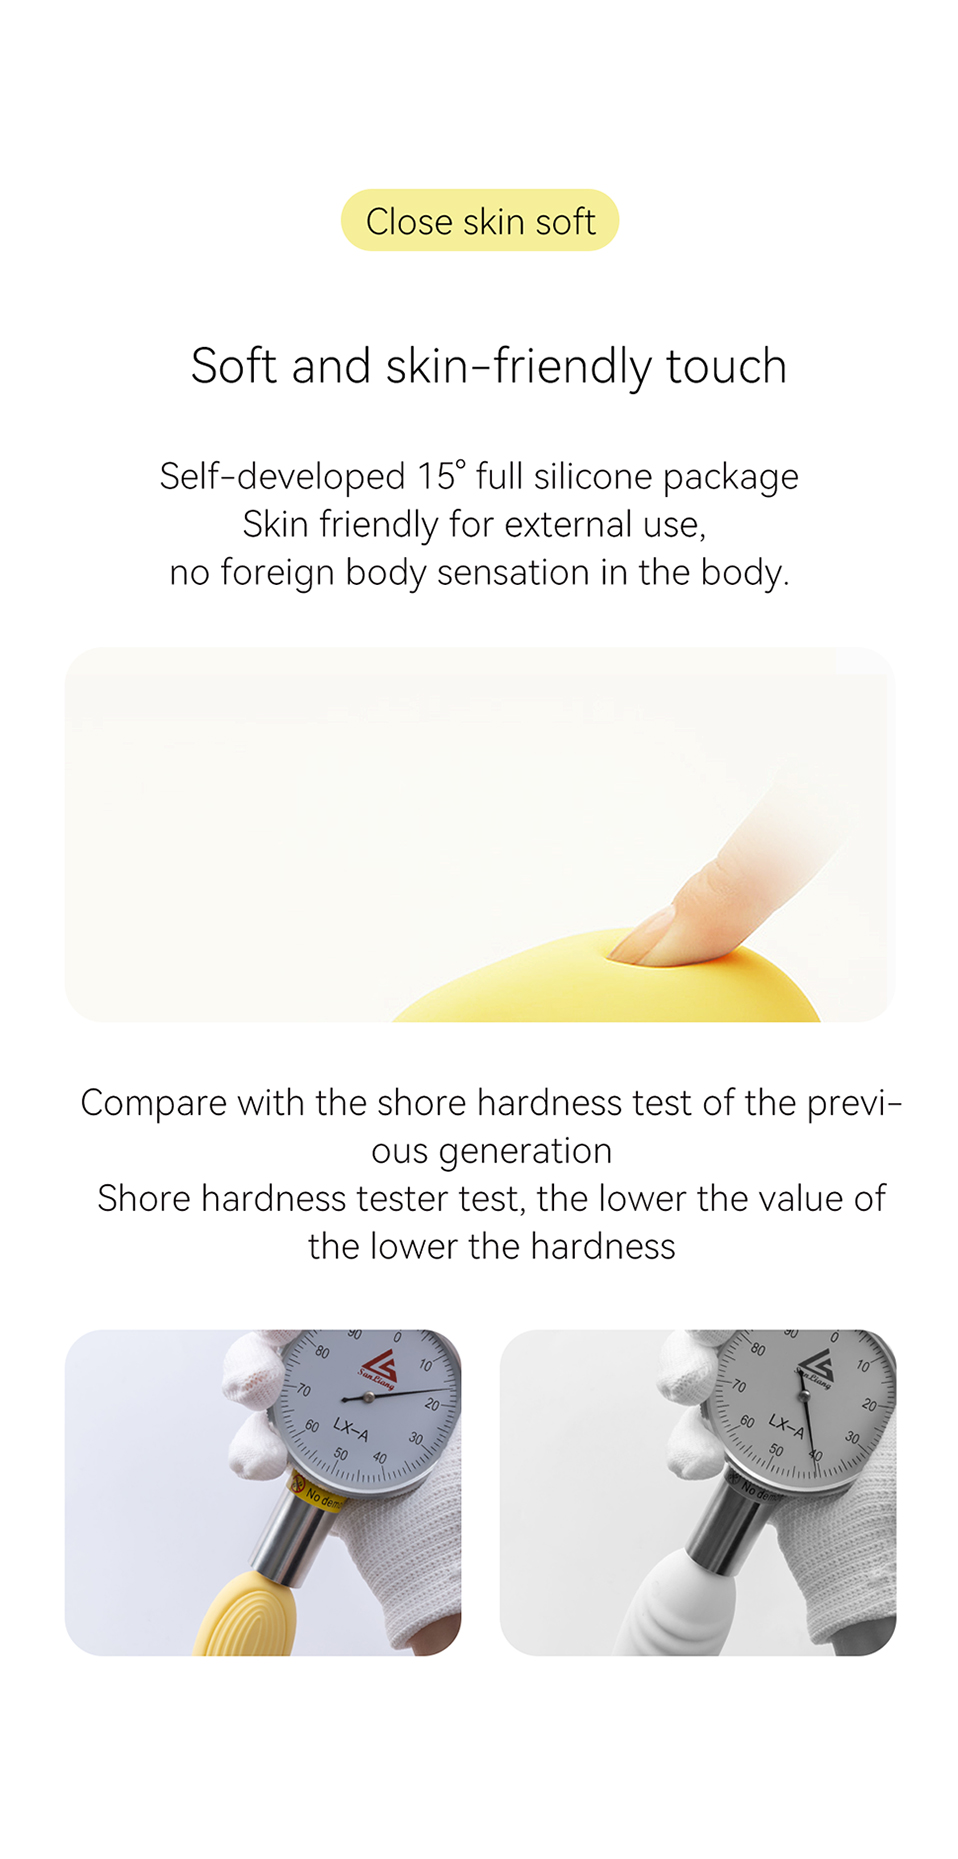 Close skin soft
Soft and skin-friendly touch
Self-developed 15° full silicone package
Skin friendly for external use,
no foreign body sensation in the body.
Compare with the shore hardness test of the previ-
ous generation
Shore hardness tester test, the lower the value of
the lower the hardness
90 0
80 10
SanLiang
70 20
LX-A
60 30
50 40
No dem
90 0
80 10
SanLiang
70 20
LX-A
60 30
50 40
No dem